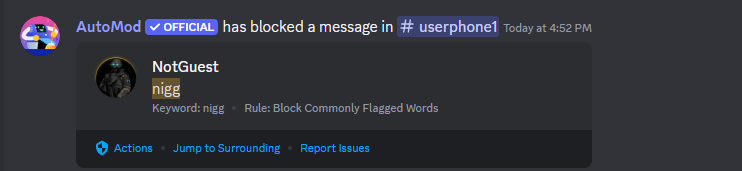 AutoMod ✓ OFFICIAL has blocked a message in # userphone1 Today at 4:52 PM
NotGuest
nigg
Keyword: nigg • Rule: Block Commonly Flagged Words
Actions • Jump to Surrounding • Report Issues